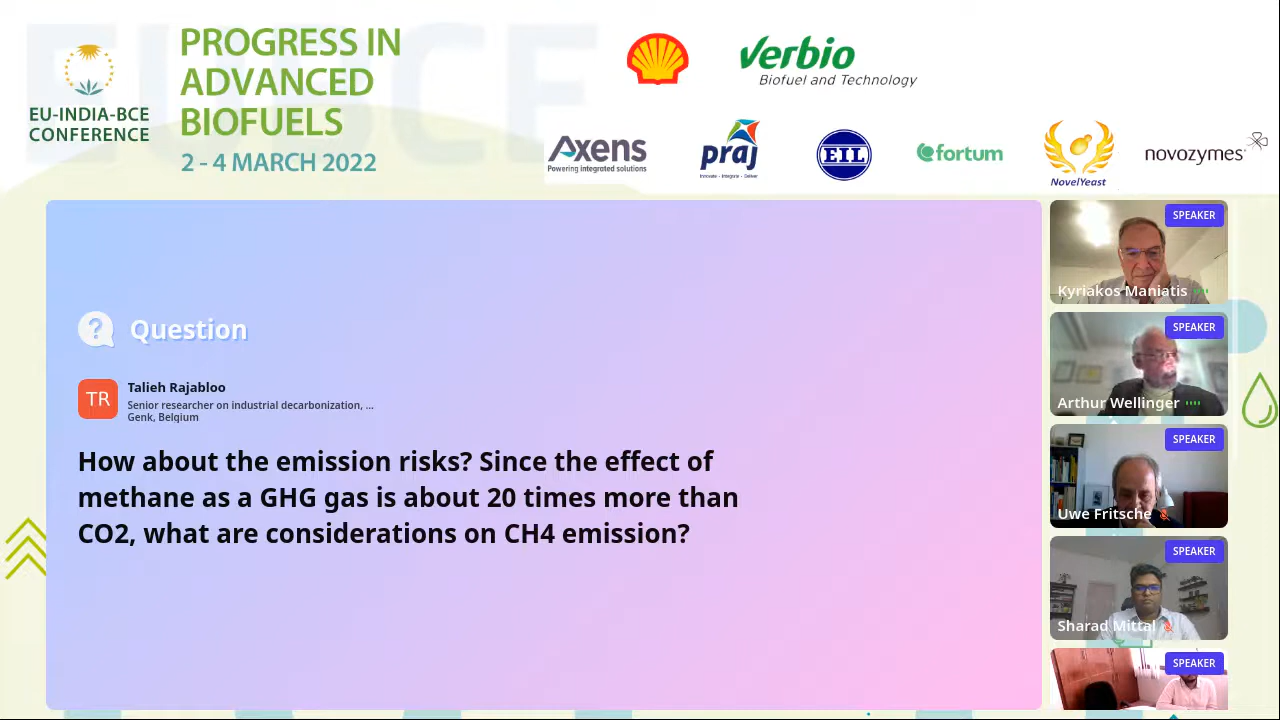 PROGRESS IN
ADVANCED
BIOFUELS
2 - 4 MARCH 2022
EU-INDIA-BCE
CONFERENCE
verbio
Biofuel and Technology
Axens
Powering integrated solutions
praj
Innovate • Integrate • Deliver
EIL
fortum
NovelYeast
novozymes
Question
TR
Talieh Rajabloo
Senior researcher on industrial decarbonization, ...
Genk, Belgium
How about the emission risks? Since the effect of
methane as a GHG gas is about 20 times more than
CO2, what are considerations on CH4 emission?
SPEAKER
Kyriakos Maniatis
SPEAKER
Arthur Wellinger
SPEAKER
Uwe Fritsche
SPEAKER
Sharad Mittal
SPEAKER